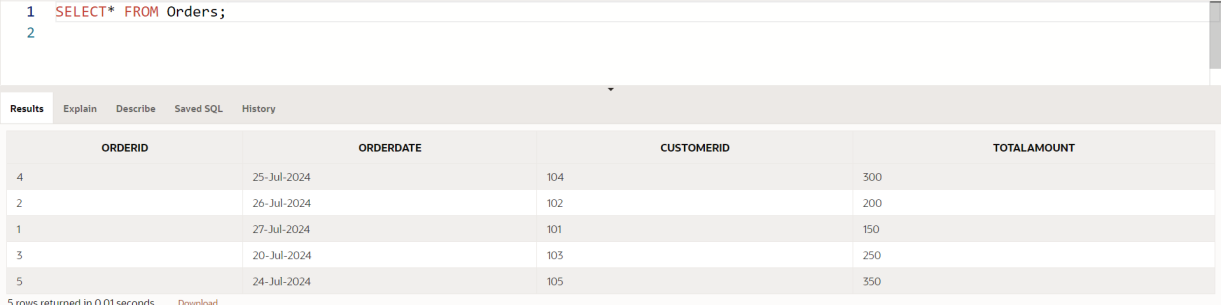 1 SELECT* FROM Orders;
2
Results Explain Describe Saved SQL History
ORDERID ORDERDATE CUSTOMERID TOTALAMOUNT
4 25-Jul-2024 104 300
2 26-Jul-2024 102 200
1 27-Jul-2024 101 150
3 20-Jul-2024 103 250
5 24-Jul-2024 105 350
5 rows returned in 0.01 seconds Download